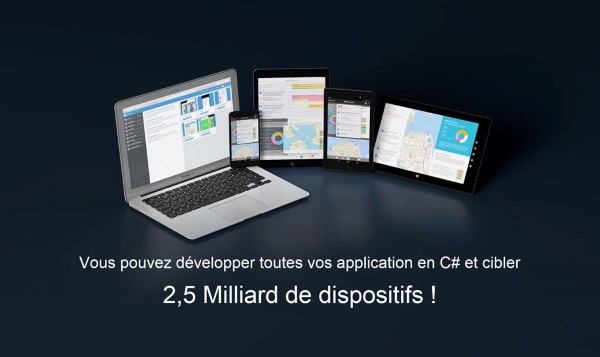 Vous pouvez développer toutes vos application en C# et cibler
2,5 Milliard de dispositifs !